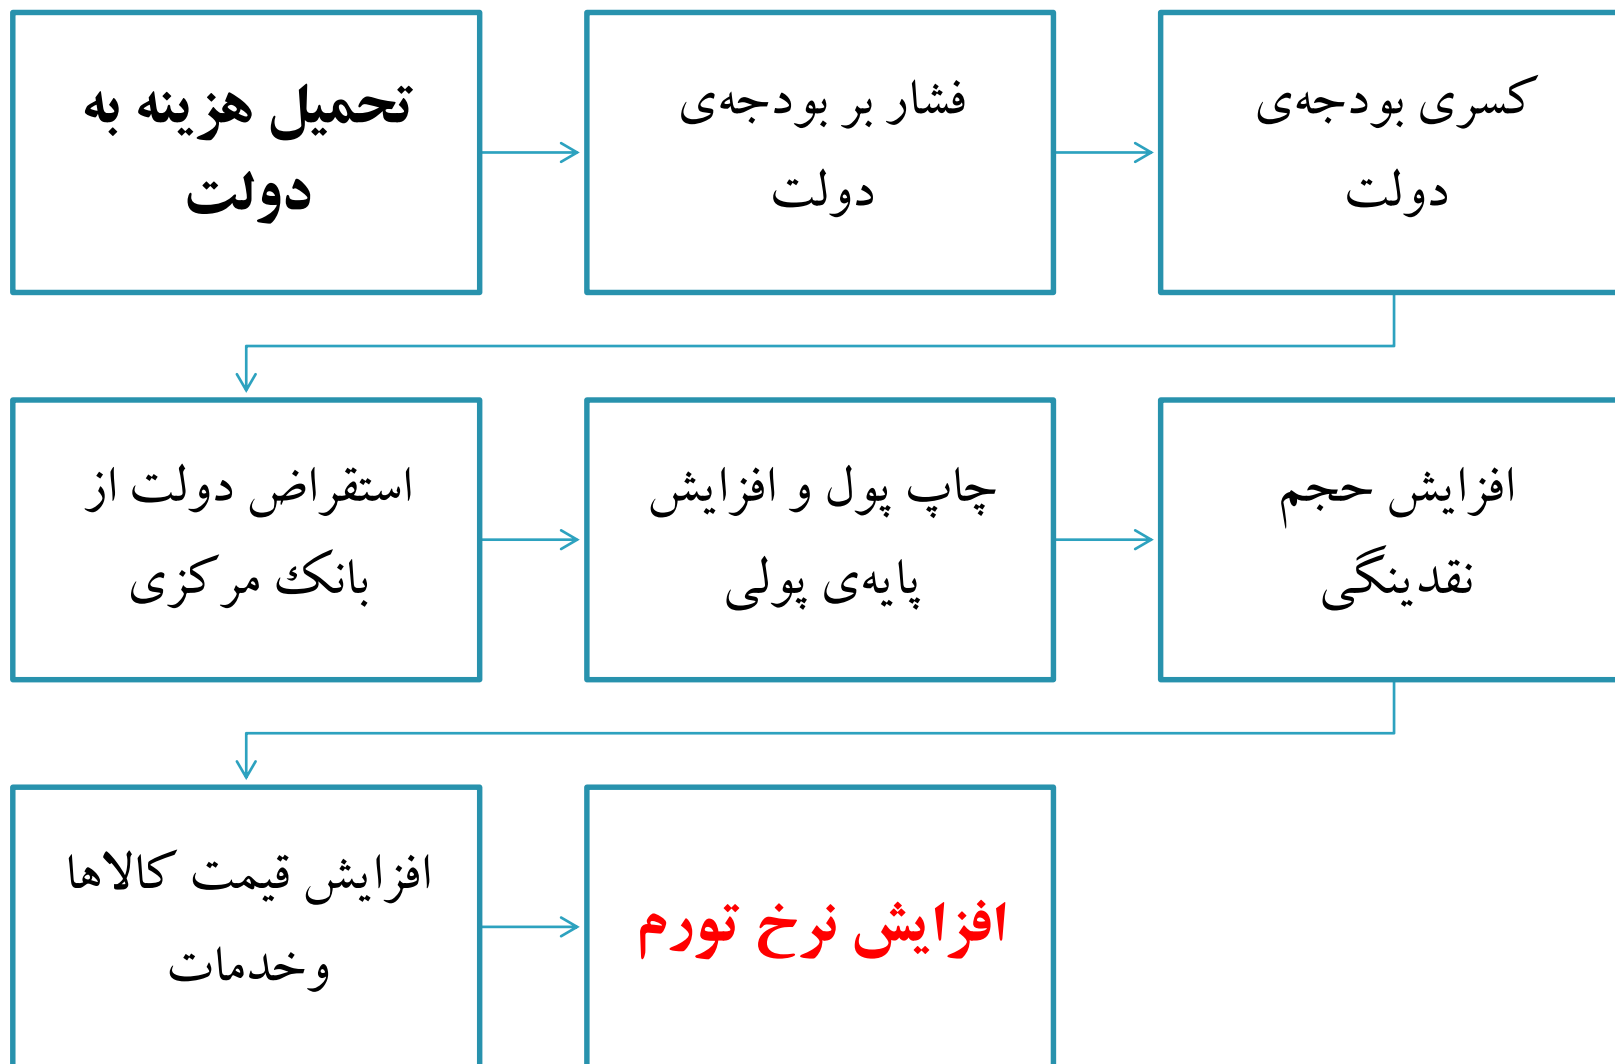 تحمیل هزینه به
دولت
فشار بر بودجه‌ی
دولت
کسری بودجه‌ی
دولت
استقراض دولت از
بانک مرکزی
چاپ پول و افزایش
پایه‌ی پولی
افزایش حجم
نقدینگی
افزایش قیمت کالاها
وخدمات
افزایش نرخ تورم